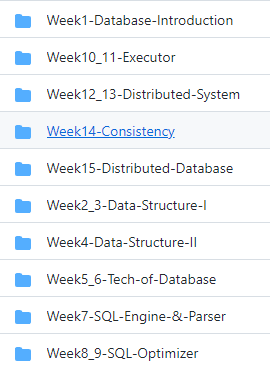 Week1-Database-Introduction
Week10_11-Executor
Week12_13-Distributed-System
Week14-Consistency
Week15-Distributed-Database
Week2_3-Data-Structure-I
Week4-Data-Structure-II
Week5_6-Tech-of-Database
Week7-SQL-Engine-&-Parser
Week8_9-SQL-Optimizer